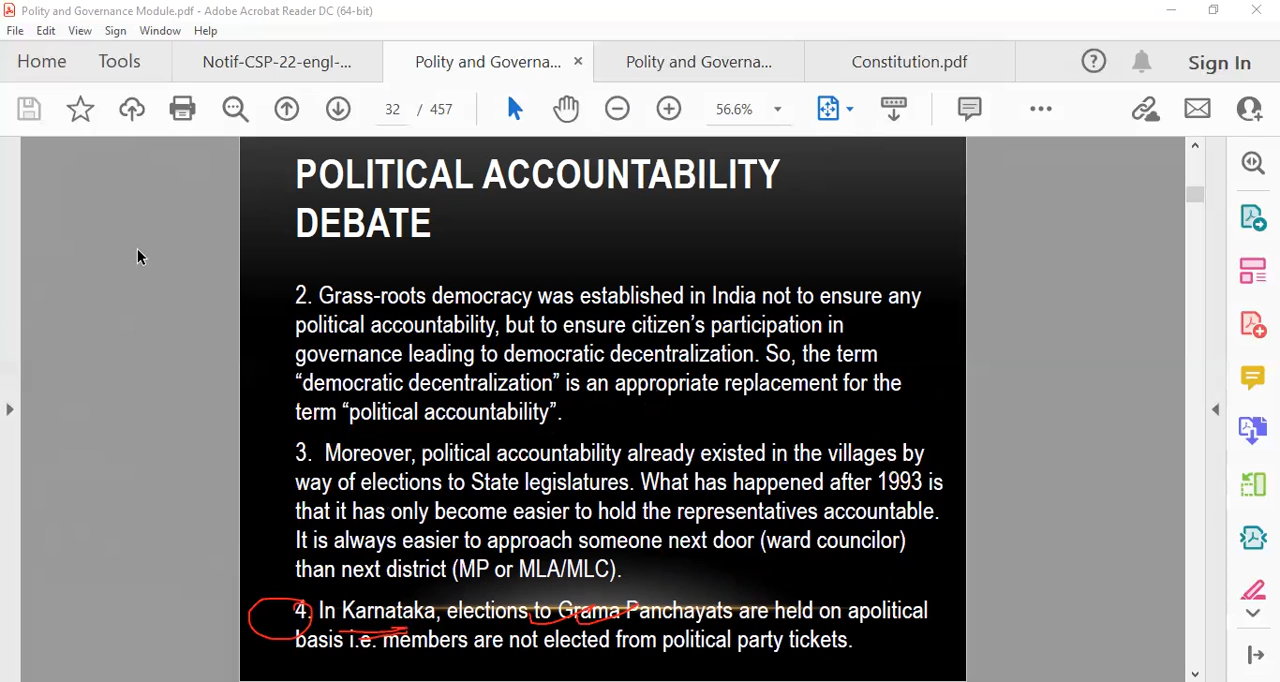 Polity and Governance Module.pdf - Adobe Acrobat Reader DC (64-bit)
File Edit View Sign Window Help
Home Tools Notif-CSP-22-engl-... Polity and Governa... × Polity and Governa... Constitution.pdf Sign In
32 / 457 56.6%
POLITICAL ACCOUNTABILITY
DEBATE
2. Grass-roots democracy was established in India not to ensure any
political accountability, but to ensure citizen’s participation in
governance leading to democratic decentralization. So, the term
“democratic decentralization” is an appropriate replacement for the
term “political accountability”.
3. Moreover, political accountability already existed in the villages by
way of elections to State legislatures. What has happened after 1993 is
that it has only become easier to hold the representatives accountable.
It is always easier to approach someone next door (ward councilor)
than next district (MP or MLA/MLC).
4. In Karnataka, elections to Grama Panchayats are held on apolitical
basis i.e. members are not elected from political party tickets.